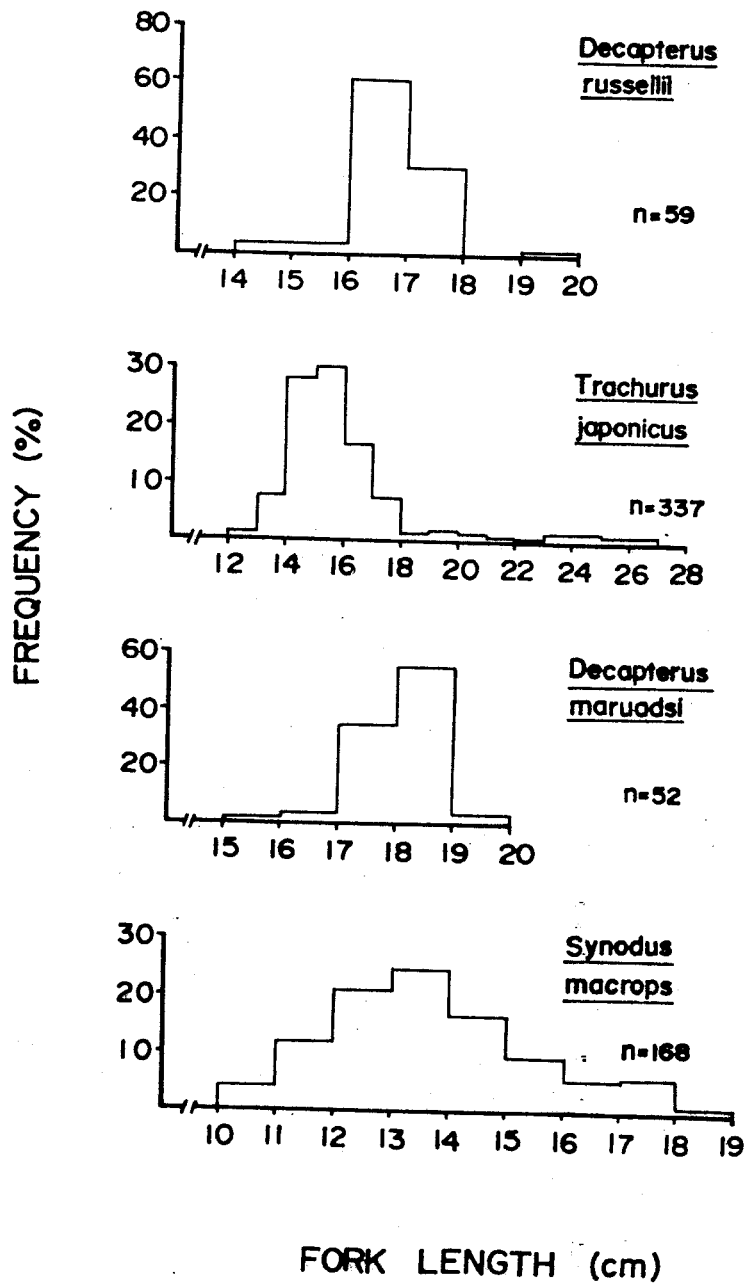 FREQUENCY (%)
80
60
40
20
Decapterus
russellii
n=59
14 15 16 17 18 19 20
30
20
10
Trachurus
japonicus
n=337
12 14 16 18 20 22 24 26 28
60
40
20
Decapterus
maruadsi
n=52
15 16 17 18 19 20
30
20
10
Synodus
macrops
n=168
10 11 12 13 14 15 16 17 18 19
FORK LENGTH (cm)